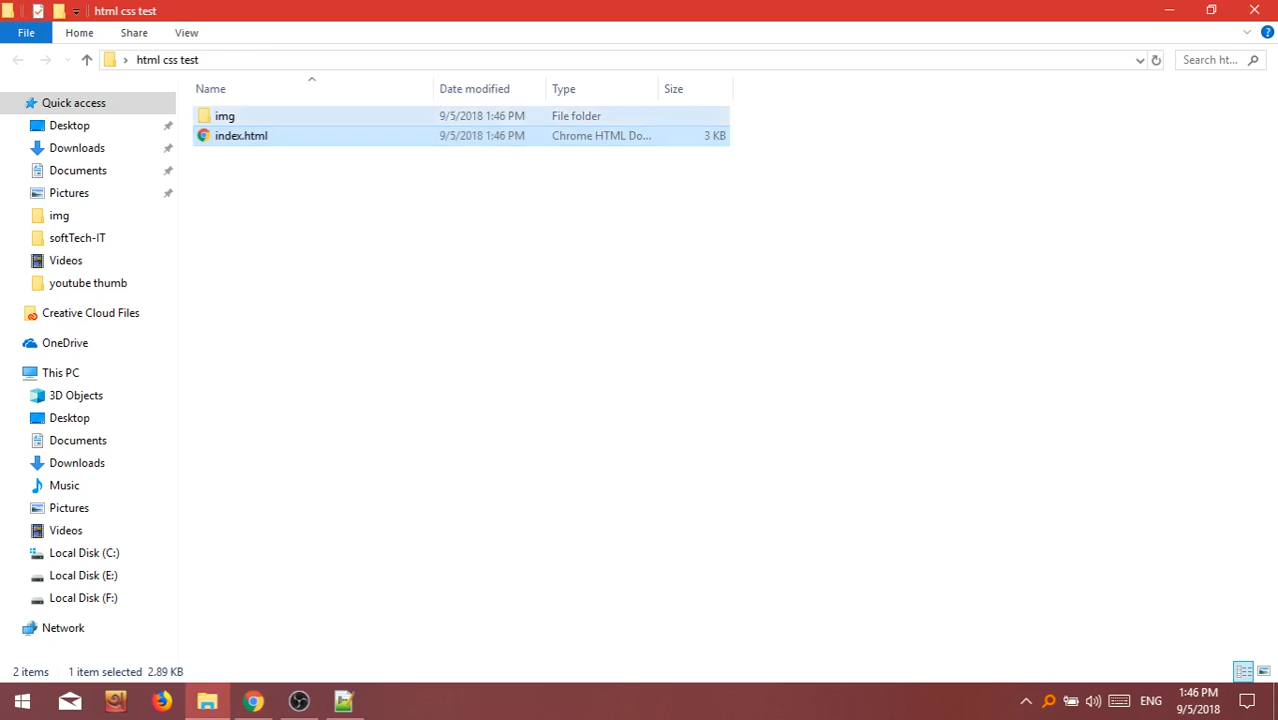 html css test
File Home Share View
html css test Search ht...
Name Date modified Type Size
img 9/5/2018 1:46 PM File folder
index.html 9/5/2018 1:46 PM Chrome HTML Do... 3 KB
Quick access
Desktop
Downloads
Documents
Pictures
img
softTech-IT
Videos
youtube thumb
Creative Cloud Files
OneDrive
This PC
3D Objects
Desktop
Documents
Downloads
Music
Pictures
Videos
Local Disk (C:)
Local Disk (E:)
Local Disk (F:)
Network
2 items 1 item selected 2.89 KB
ENG 1:46 PM
9/5/2018